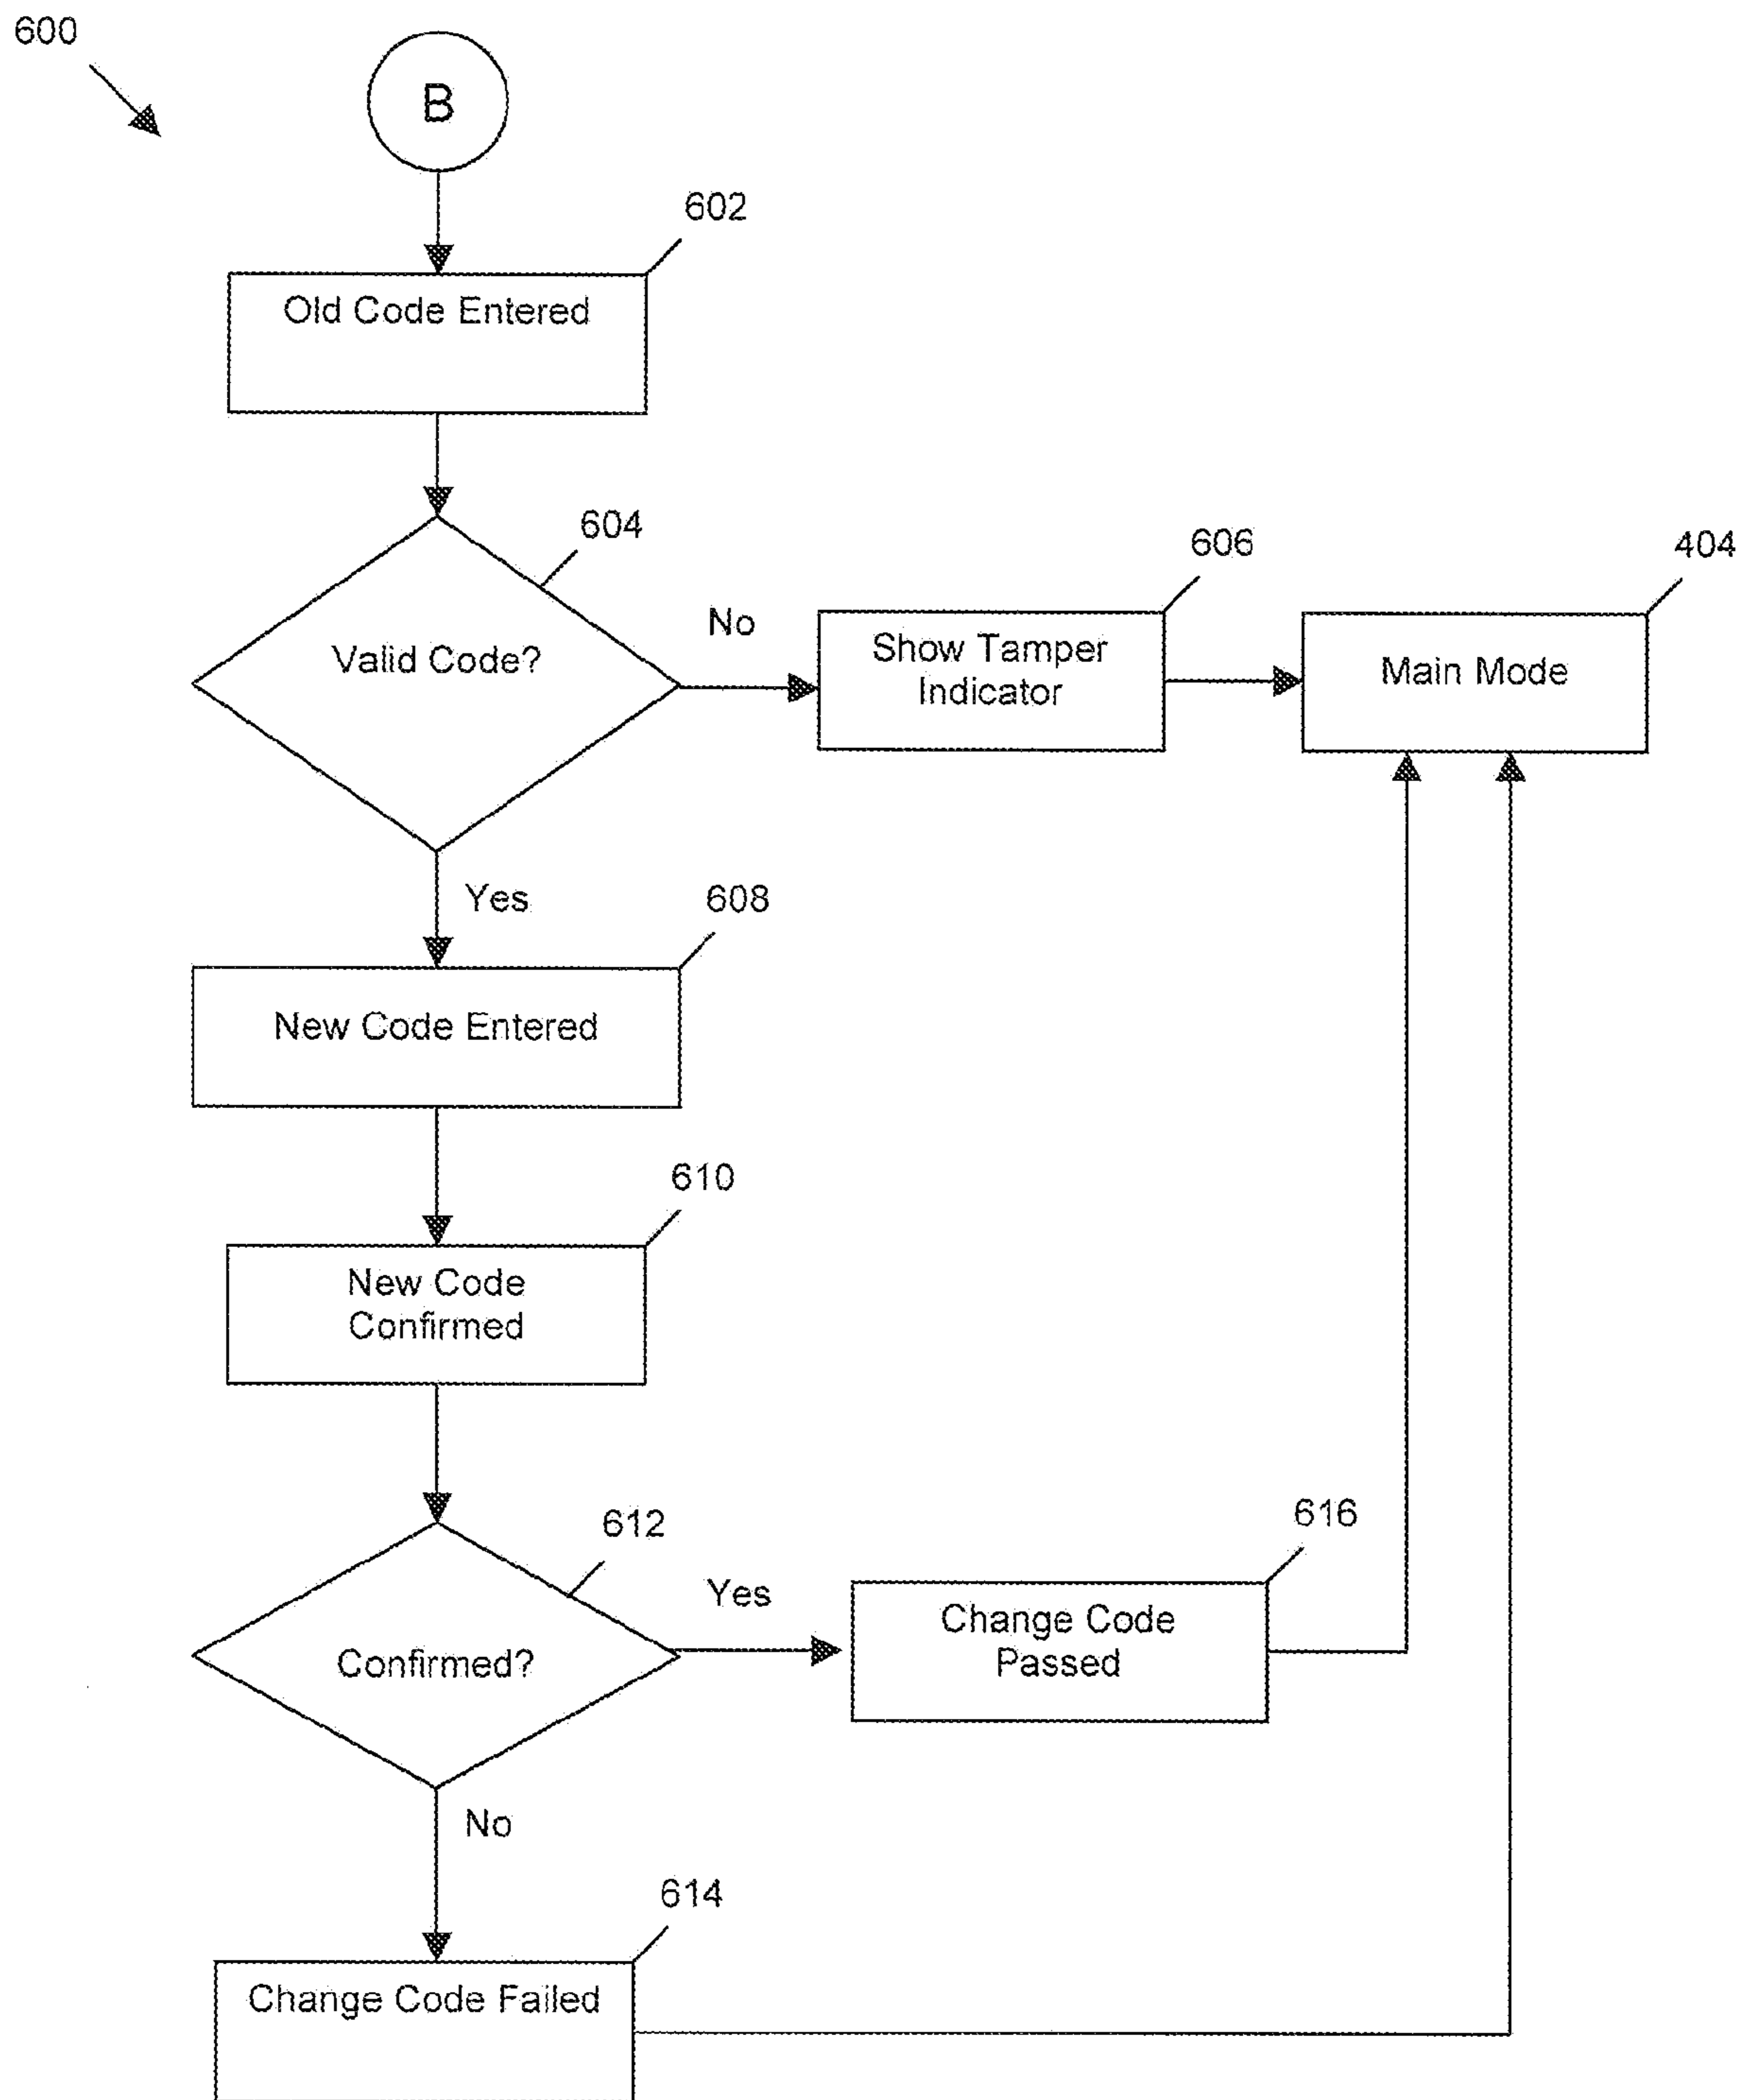 600
B
602
Old Code Entered
604
Valid Code?
No
606
Show Tamper
Indicator
404
Main Mode
Yes
608
New Code Entered
610
New Code
Confirmed
612
Confirmed?
Yes
616
Change Code
Passed
No
614
Change Code Failed